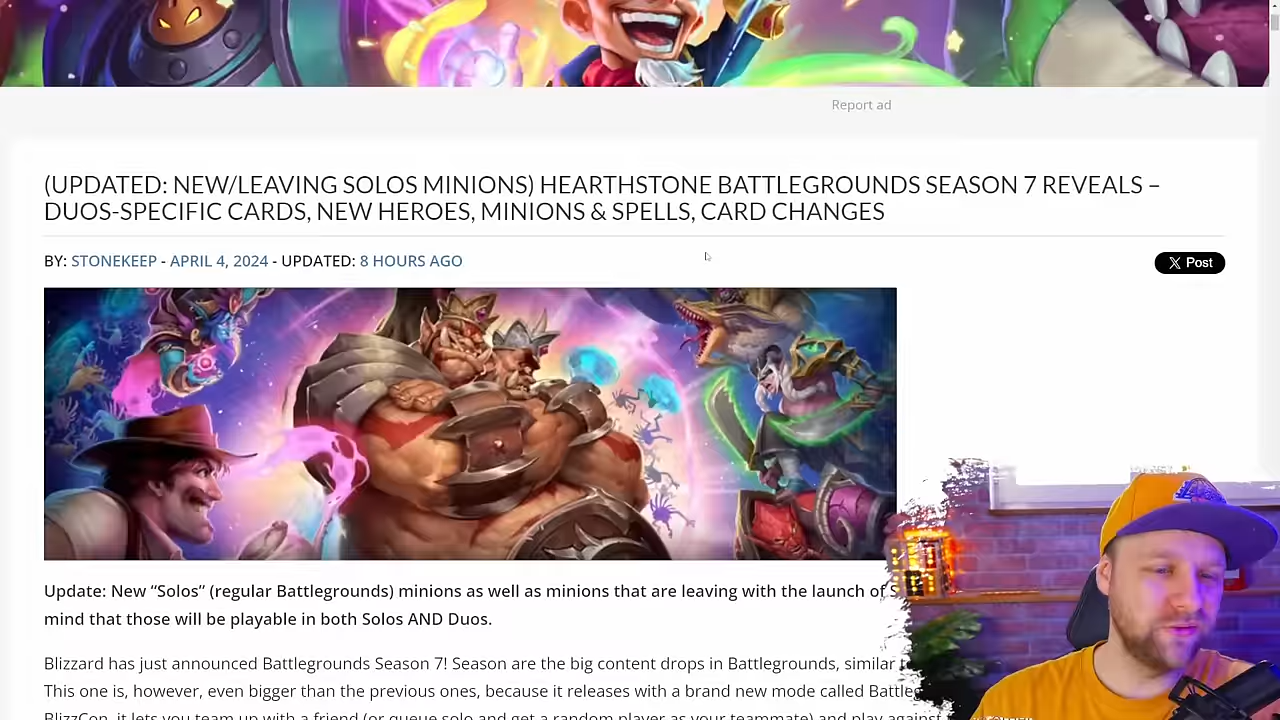 Report ad
(UPDATED: NEW/LEAVING SOLOS MINIONS) HEARTHSTONE BATTLEGROUNDS SEASON 7 REVEALS –
DUOS-SPECIFIC CARDS, NEW HEROES, MINIONS & SPELLS, CARD CHANGES
BY: STONEKEEP - APRIL 4, 2024 - UPDATED: 8 HOURS AGO
X Post
Update: New “Solos” (regular Battlegrounds) minions as well as minions that are leaving with the launch of
mind that those will be playable in both Solos AND Duos.
Blizzard has just announced Battlegrounds Season 7! Season are the big content drops in Battlegrounds, similar
This one is, however, even bigger than the previous ones, because it releases with a brand new mode called
BlizzCon, it lets you team up with a friend (or queue solo and get a random player as your teammate) and play against